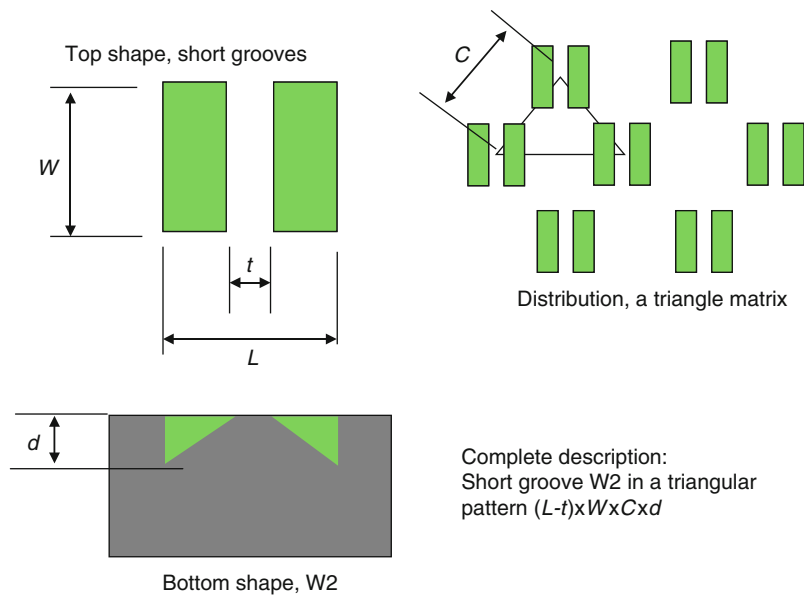 Top shape, short grooves
C
W
t
L
Distribution, a triangle matrix
d
Complete description:
Short groove W2 in a triangular
pattern (L-t)xWxCxd
Bottom shape, W2